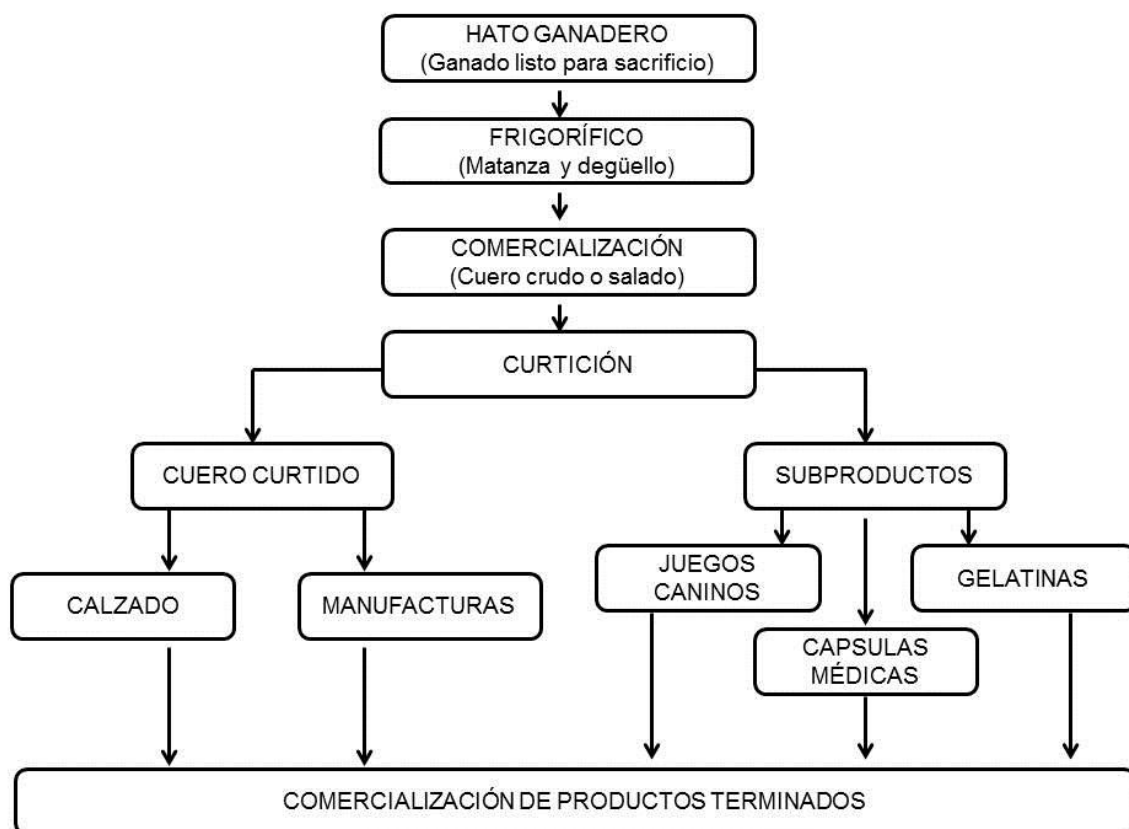 HATO GANADERO
(Ganado listo para sacrificio)
FRIGORÍFICO
(Matanza y degüello)
COMERCIALIZACIÓN
(Cuero crudo o salado)
CURTICIÓN
CUERO CURTIDO
SUBPRODUCTOS
CALZADO
MANUFACTURAS
JUEGOS
CANINOS
GELATINAS
CAPSULAS
MÉDICAS
COMERCIALIZACIÓN DE PRODUCTOS TERMINADOS